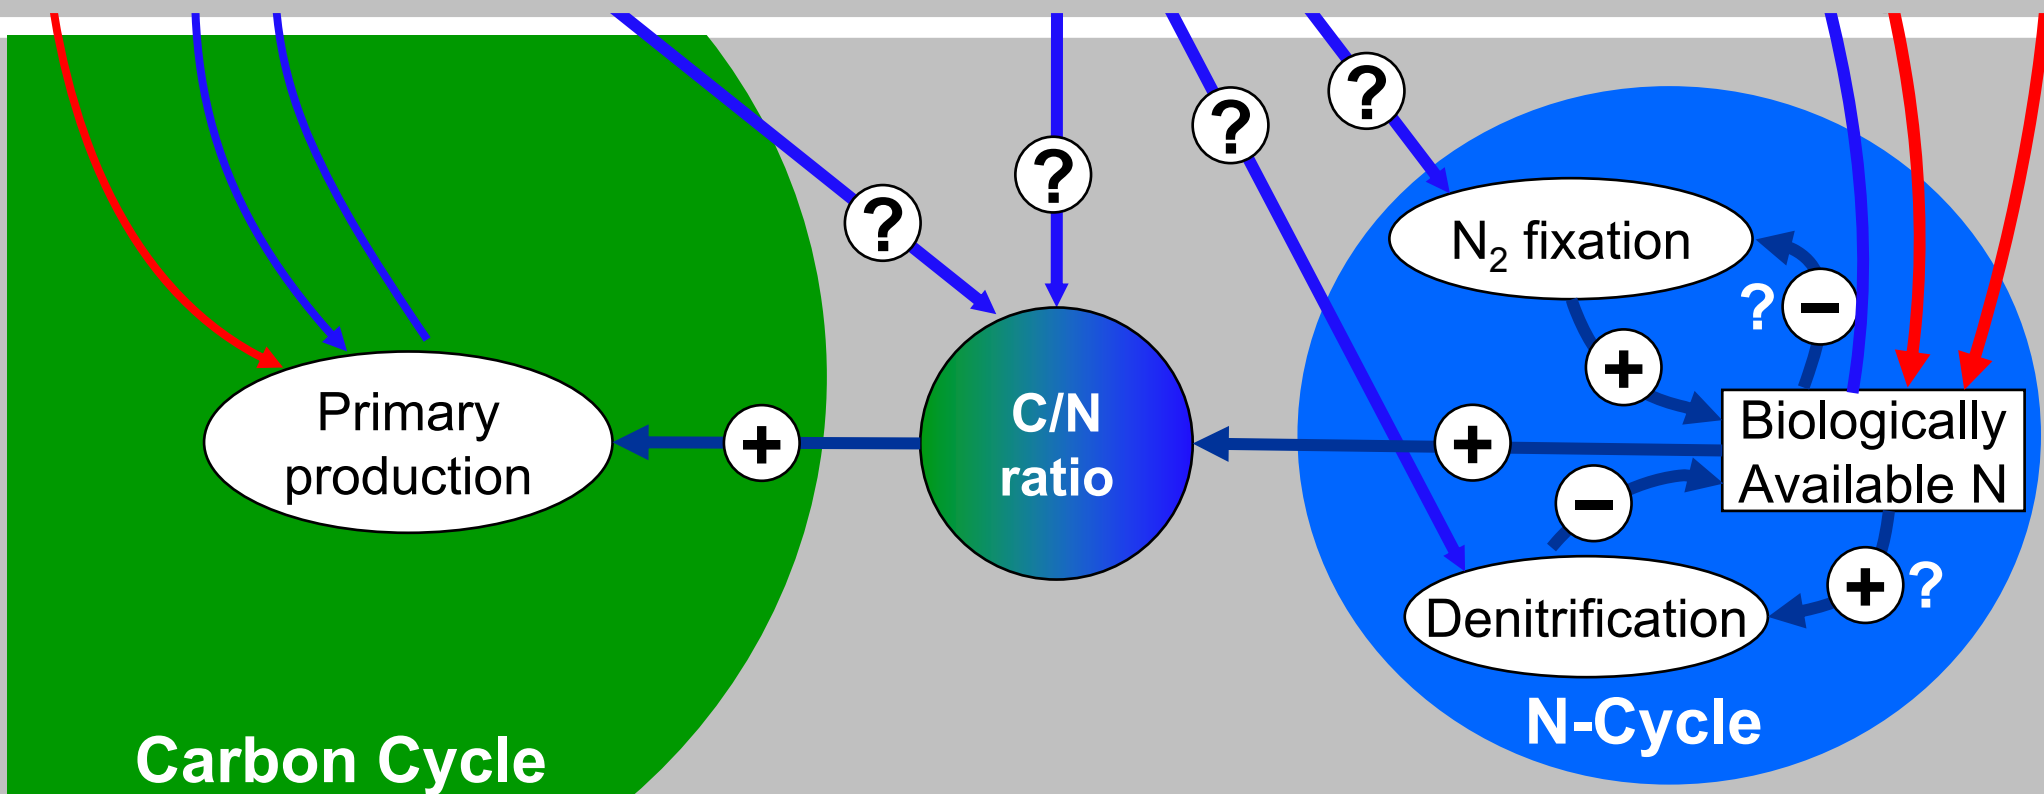 ?
?
?
?
N₂ fixation
?
−
+
Primary
production
+
C/N
ratio
+
Biologically
Available N
−
+
?
Denitrification
N-Cycle
Carbon Cycle